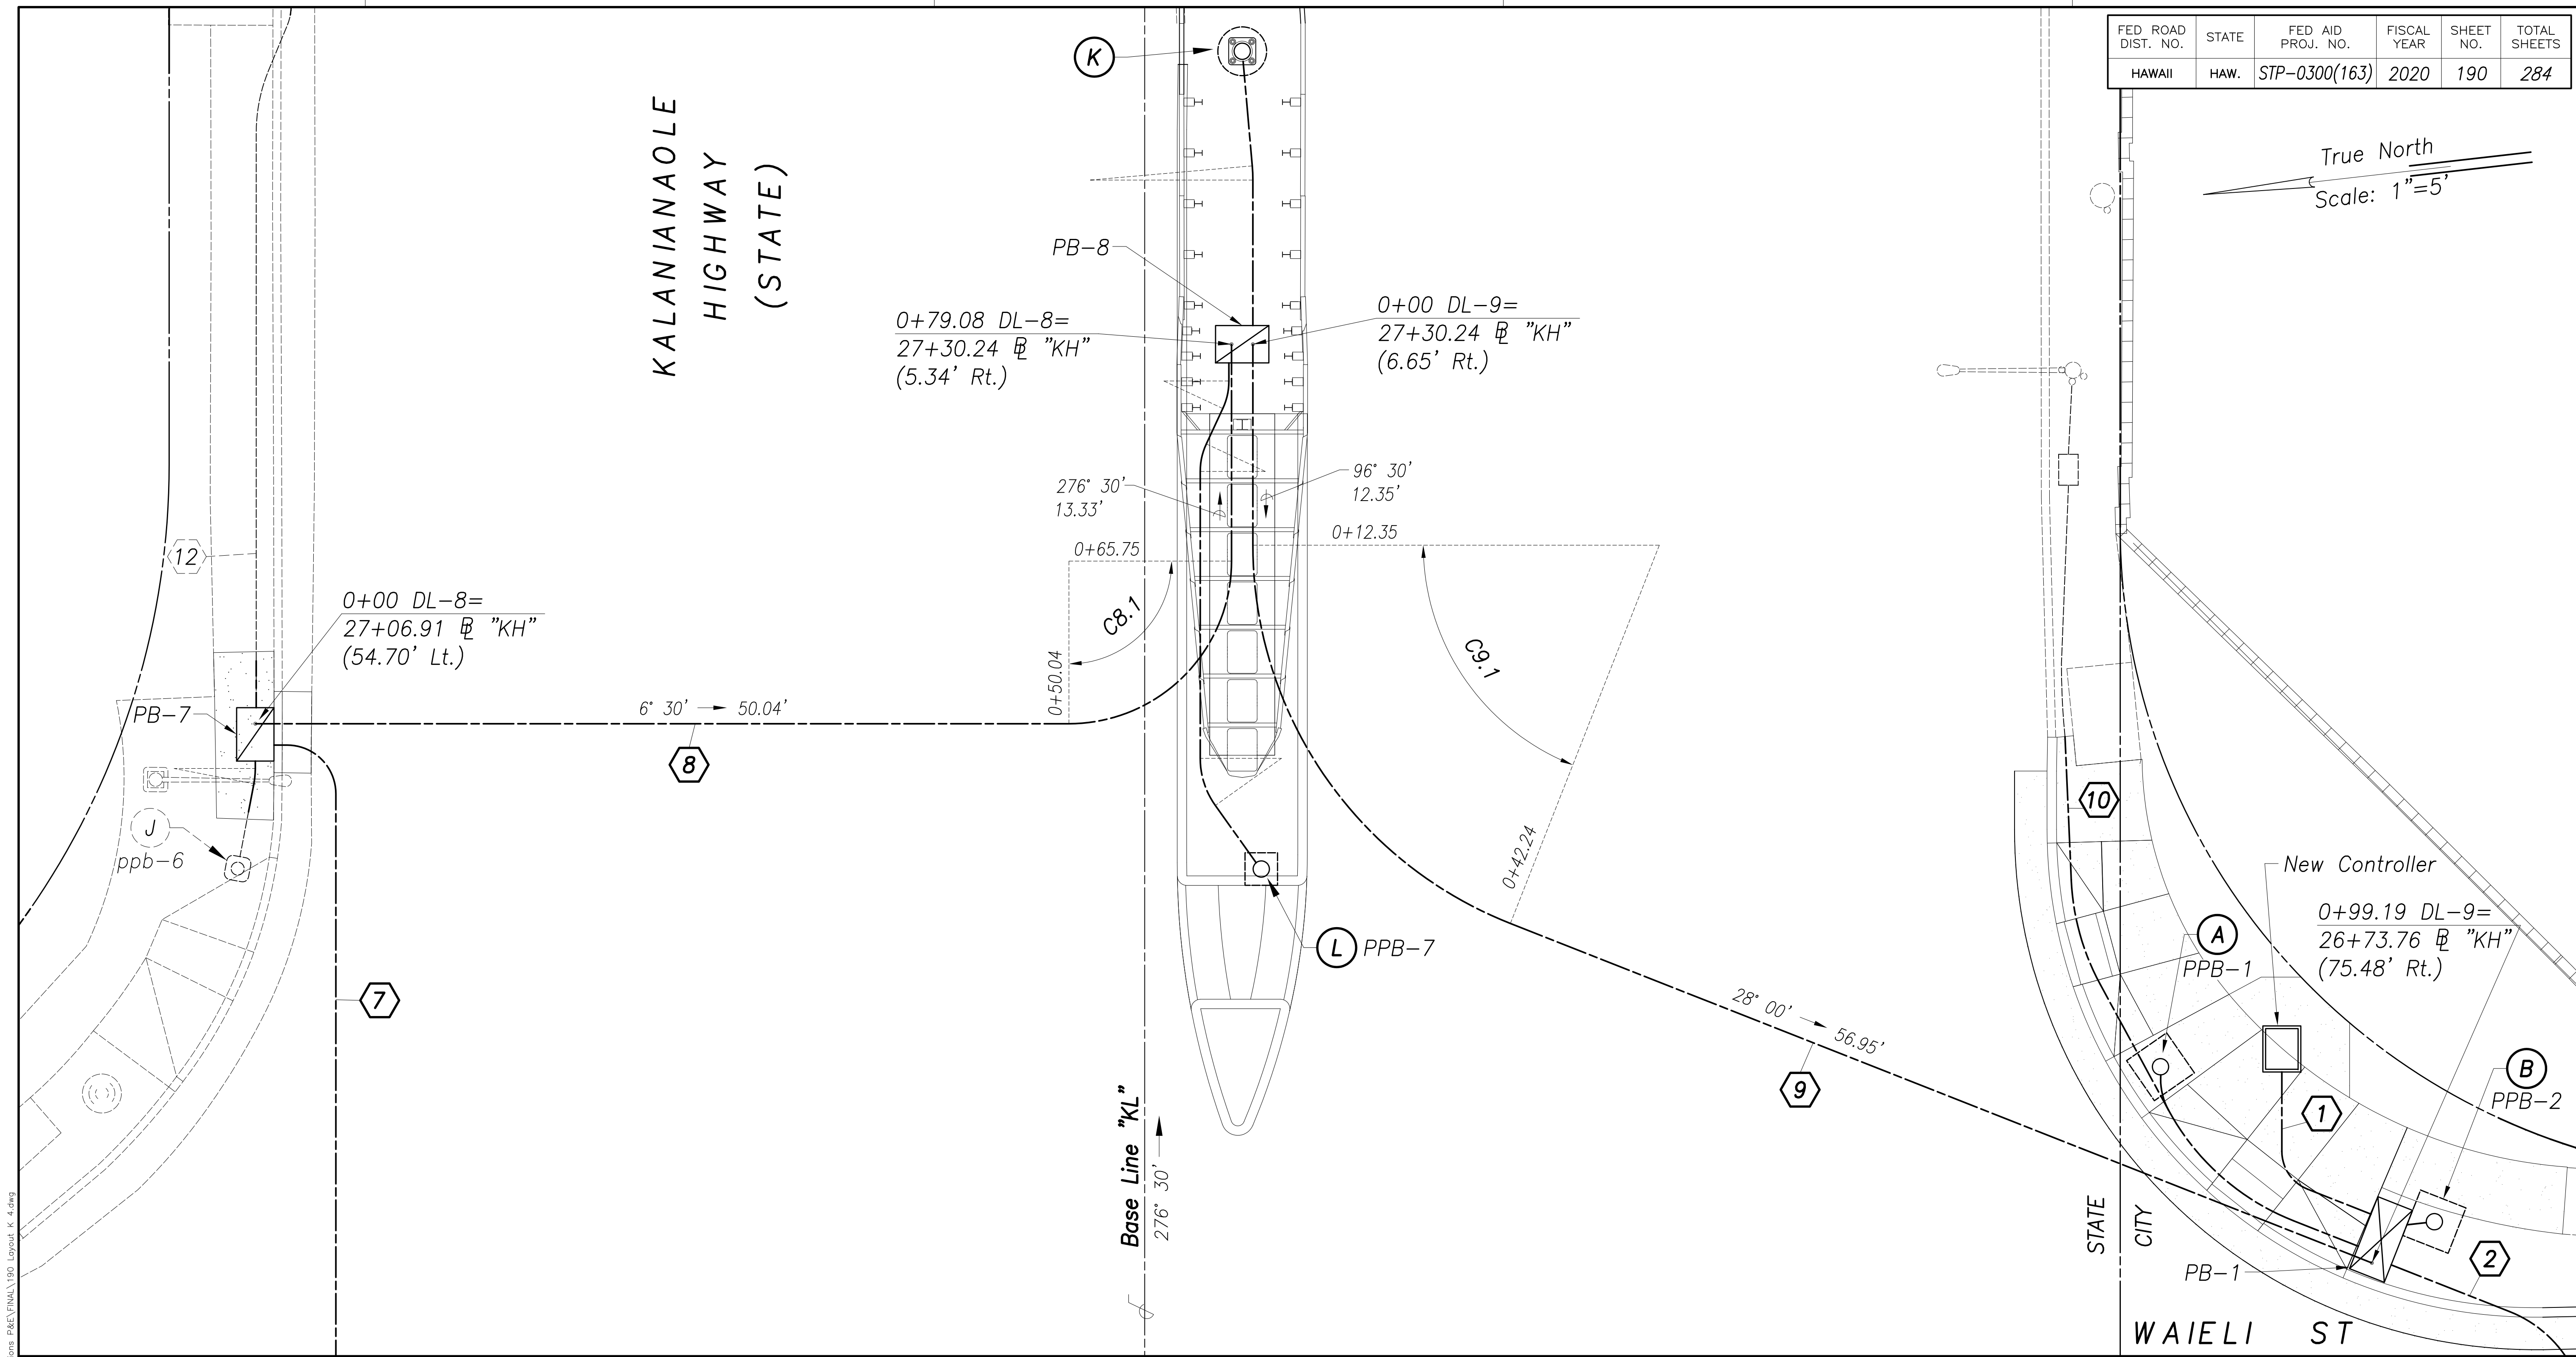 FED ROAD DIST. NO.
STATE
FED AID PROJ. NO.
FISCAL YEAR
SHEET NO.
TOTAL SHEETS
HAWAII
HAW.
STP-0300(163)
2020
190
284
True North
Scale: 1"=5'
K
KALANIANAOLE
HIGHWAY
(STATE)
PB-8
0+79.08 DL-8=
27+30.24 ℄ "KH"
(5.34' Rt.)
0+00 DL-9=
27+30.24 ℄ "KH"
(6.65' Rt.)
276° 30'
13.33'
96° 30'
12.35'
0+65.75
0+12.35
C8.1
0+50.04
C9.1
0+42.24
12
0+00 DL-8=
27+06.91 ℄ "KH"
(54.70' Lt.)
PB-7
6° 30' 50.04'
8
J
ppb-6
7
L PPB-7
28° 00' 56.95'
9
10
New Controller
0+99.19 DL-9=
26+73.76 ℄ "KH"
(75.48' Rt.)
A
PPB-1
B
PPB-2
1
2
PB-1
Base Line "KL"
276° 30'
STATE
CITY
WAIELI ST
ions P&E\FINAL\190 Layout K 4.dwg